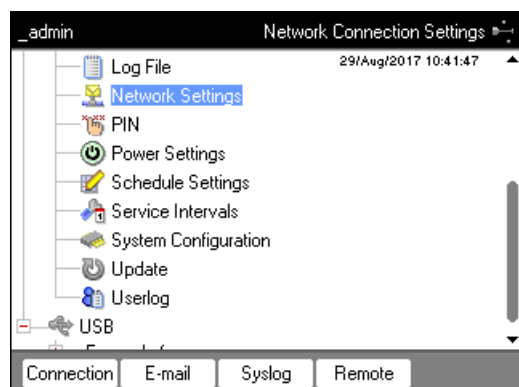 _admin Network Connection Settings
29/Aug/2017 10:41:47
Log File
Network Settings
PIN
Power Settings
Schedule Settings
Service Intervals
System Configuration
Update
Userlog
USB
Connection E-mail Syslog Remote